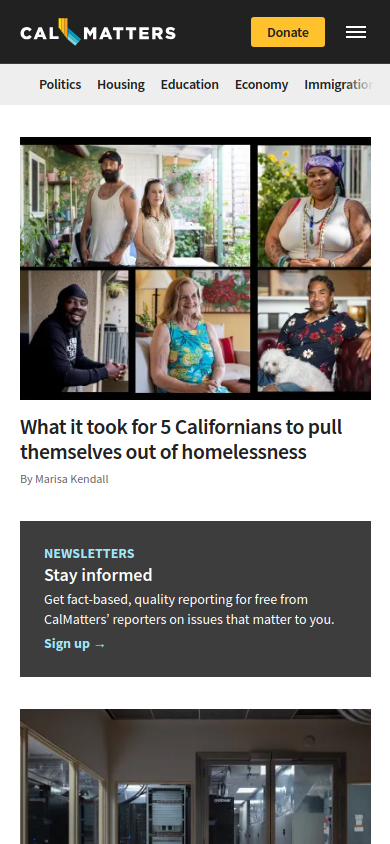 CALMATTERS
Donate
Politics Housing Education Economy Immigration
What it took for 5 Californians to pull
themselves out of homelessness
By Marisa Kendall
NEWSLETTERS
Stay informed
Get fact-based, quality reporting for free from
CalMatters’ reporters on issues that matter to you.
Sign up →